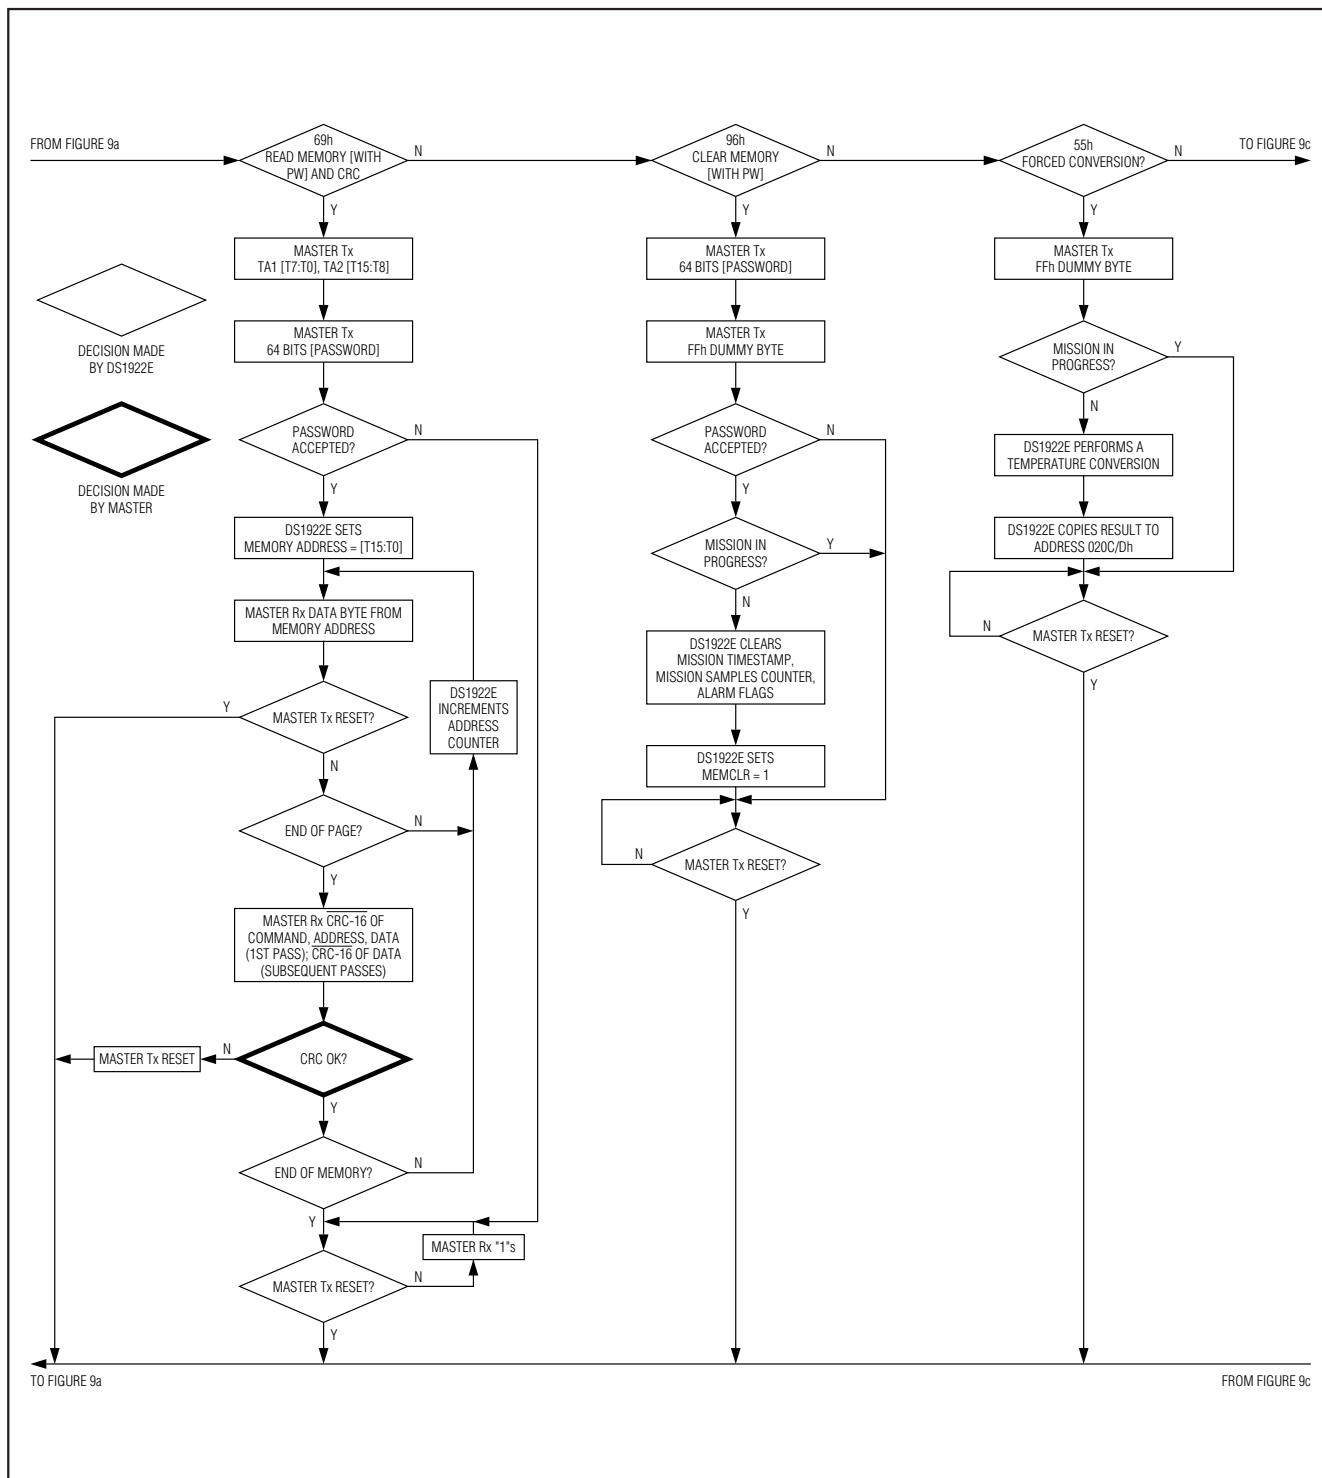 FROM FIGURE 9a
69h
READ MEMORY [WITH
PW] AND CRC
N
Y
MASTER Tx
TA1 [T7:T0], TA2 [T15:T8]
MASTER Tx
64 BITS [PASSWORD]
PASSWORD
ACCEPTED?
N
Y
DS1922E SETS
MEMORY ADDRESS = [T15:T0]
MASTER Rx DATA BYTE FROM
MEMORY ADDRESS
DS1922E
INCREMENTS
ADDRESS
COUNTER
Y
MASTER Tx RESET?
N
END OF PAGE?
N
Y
MASTER Rx CRC-16 OF
COMMAND, ADDRESS, DATA
(1ST PASS); CRC-16 OF DATA
(SUBSEQUENT PASSES)
MASTER Tx RESET
N
CRC OK?
Y
END OF MEMORY?
N
Y
MASTER Rx "1"s
MASTER Tx RESET?
N
Y
DECISION MADE
BY DS1922E
DECISION MADE
BY MASTER
96h
CLEAR MEMORY
[WITH PW]
N
Y
MASTER Tx
64 BITS [PASSWORD]
MASTER Tx
FFh DUMMY BYTE
PASSWORD
ACCEPTED?
N
Y
MISSION IN
PROGRESS?
Y
N
DS1922E CLEARS
MISSION TIMESTAMP,
MISSION SAMPLES COUNTER,
ALARM FLAGS
DS1922E SETS
MEMCLR = 1
N
MASTER Tx RESET?
Y
55h
FORCED CONVERSION?
N
TO FIGURE 9c
Y
MASTER Tx
FFh DUMMY BYTE
MISSION IN
PROGRESS?
Y
N
DS1922E PERFORMS A
TEMPERATURE CONVERSION
DS1922E COPIES RESULT TO
ADDRESS 020C/Dh
N
MASTER Tx RESET?
Y
TO FIGURE 9a
FROM FIGURE 9c